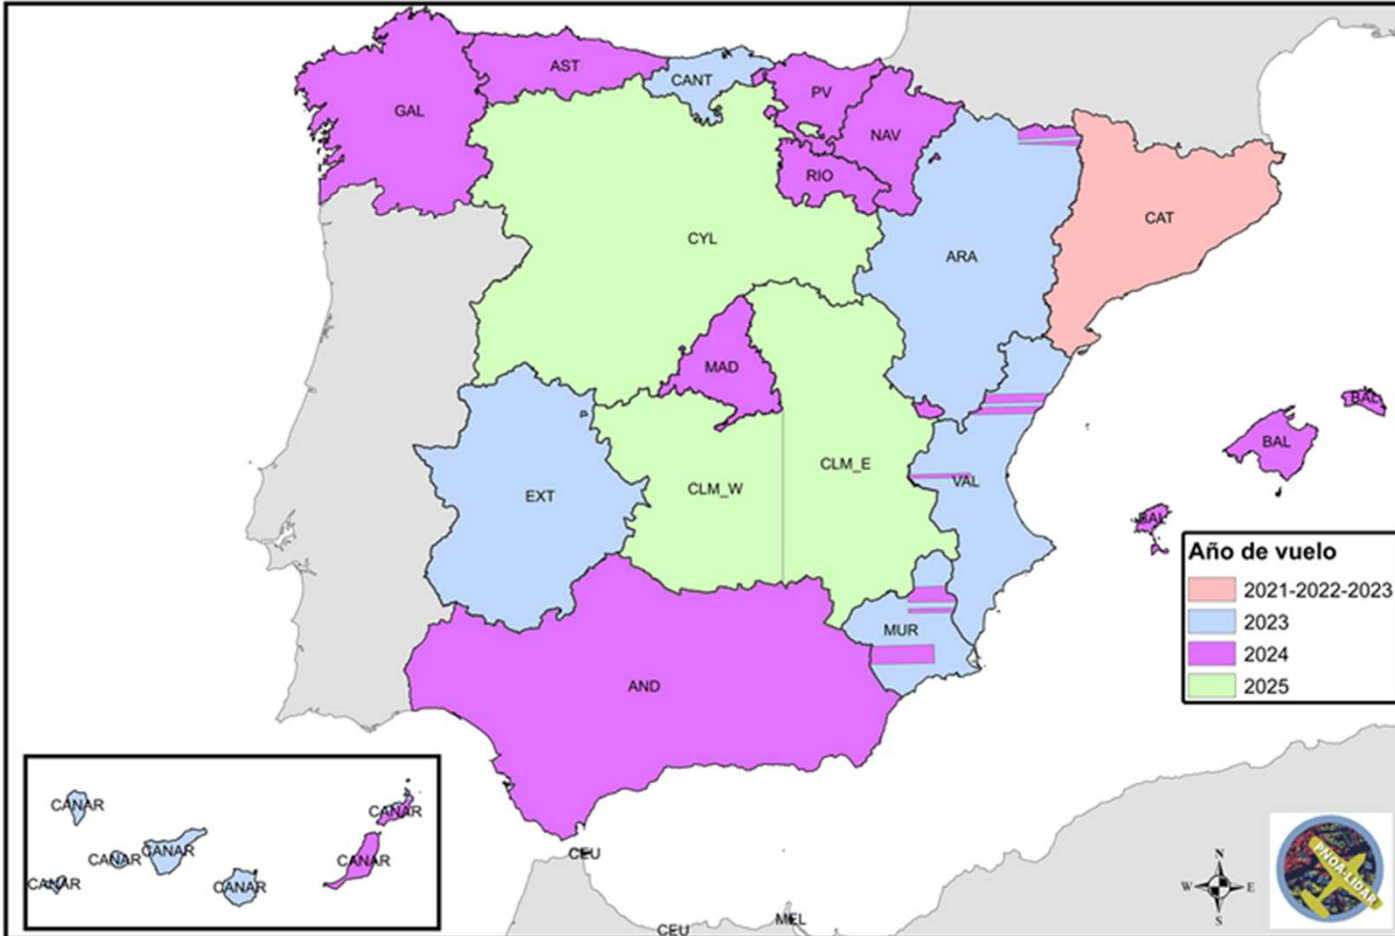 AST
CANT
PV
GAL
NAV
RIO
CAT
CYL
ARA
MAD
BAL
BAL
CLM_E
VAL
CLM_W
EXT
BAL
MUR
AND
Año de vuelo
2021-2022-2023
2023
2024
2025
CANAR
CANAR
CANAR
CANAR
CANAR
CANAR
CANAR
CEU
MEL
CEU
N
W
E
S
PNOA-LIDAR